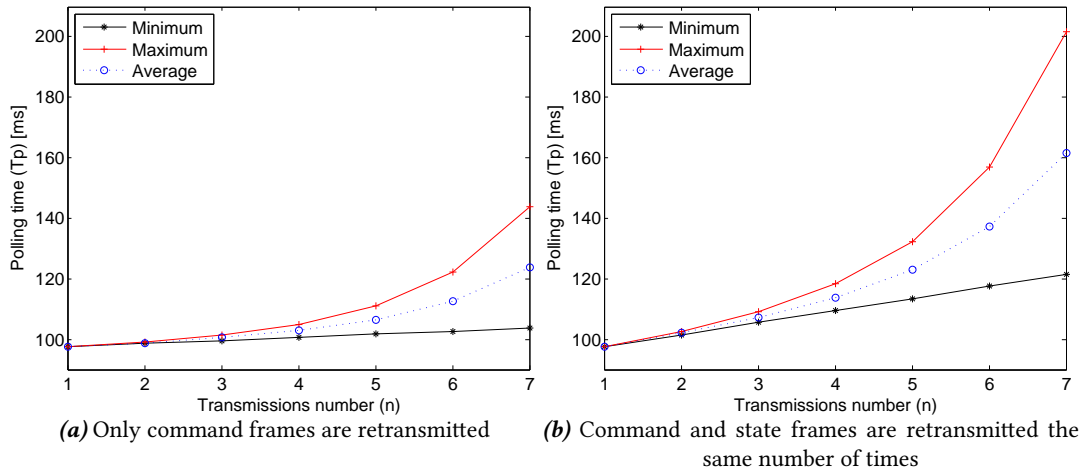 Minimum
Maximum
Average
200
180
160
140
120
100
Polling time (Tp) [ms]
1 2 3 4 5 6 7
Transmissions number (n)
(a) Only command frames are retransmitted
Minimum
Maximum
Average
200
180
160
140
120
100
Polling time (Tp) [ms]
1 2 3 4 5 6 7
Transmissions number (n)
(b) Command and state frames are retransmitted the
same number of times